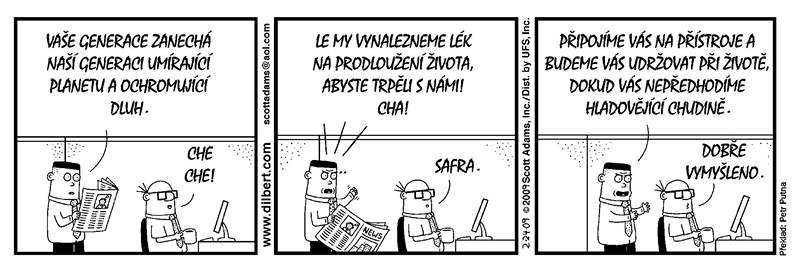 VAŠE GENERACE ZANECHÁ
NAŠÍ GENERACI UMÍRAJÍCÍ
PLANETU A OCHROMUJÍCÍ
DLUH.
CHE
CHE!
scottadams@aol.com
www.dilbert.com
LE MY VYNALEZNEME LÉK
NA PRODLOUŽENÍ ŽIVOTA,
ABYSTE TRPĚLI S NÁMI!
CHA!
SAFRA.
NEWS
2-24-09 © 2009 Scott Adams, Inc./Dist. by UFS, Inc.
PŘIPOJÍME VÁS NA PŘÍSTROJE A
BUDEME VÁS UDRŽOVAT PŘI ŽIVOTĚ,
DOKUD VÁS NEPŘEDHODÍME
HLADOVĚJÍCÍ CHUDINĚ.
DOBŘE
VYMYŠLENO.
Překlad: Petr Putna